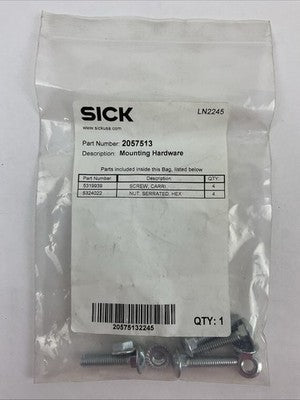 SICK
LN2245
www.sickusa.com
Part Number: 2057513
Description: Mounting Hardware
Parts included inside this Bag, listed below
Part Number Description QTY:
5319939 SCREW, CARRI. 4
5324022 NUT, SERRATED, HEX 4
20575132245
QTY: 1